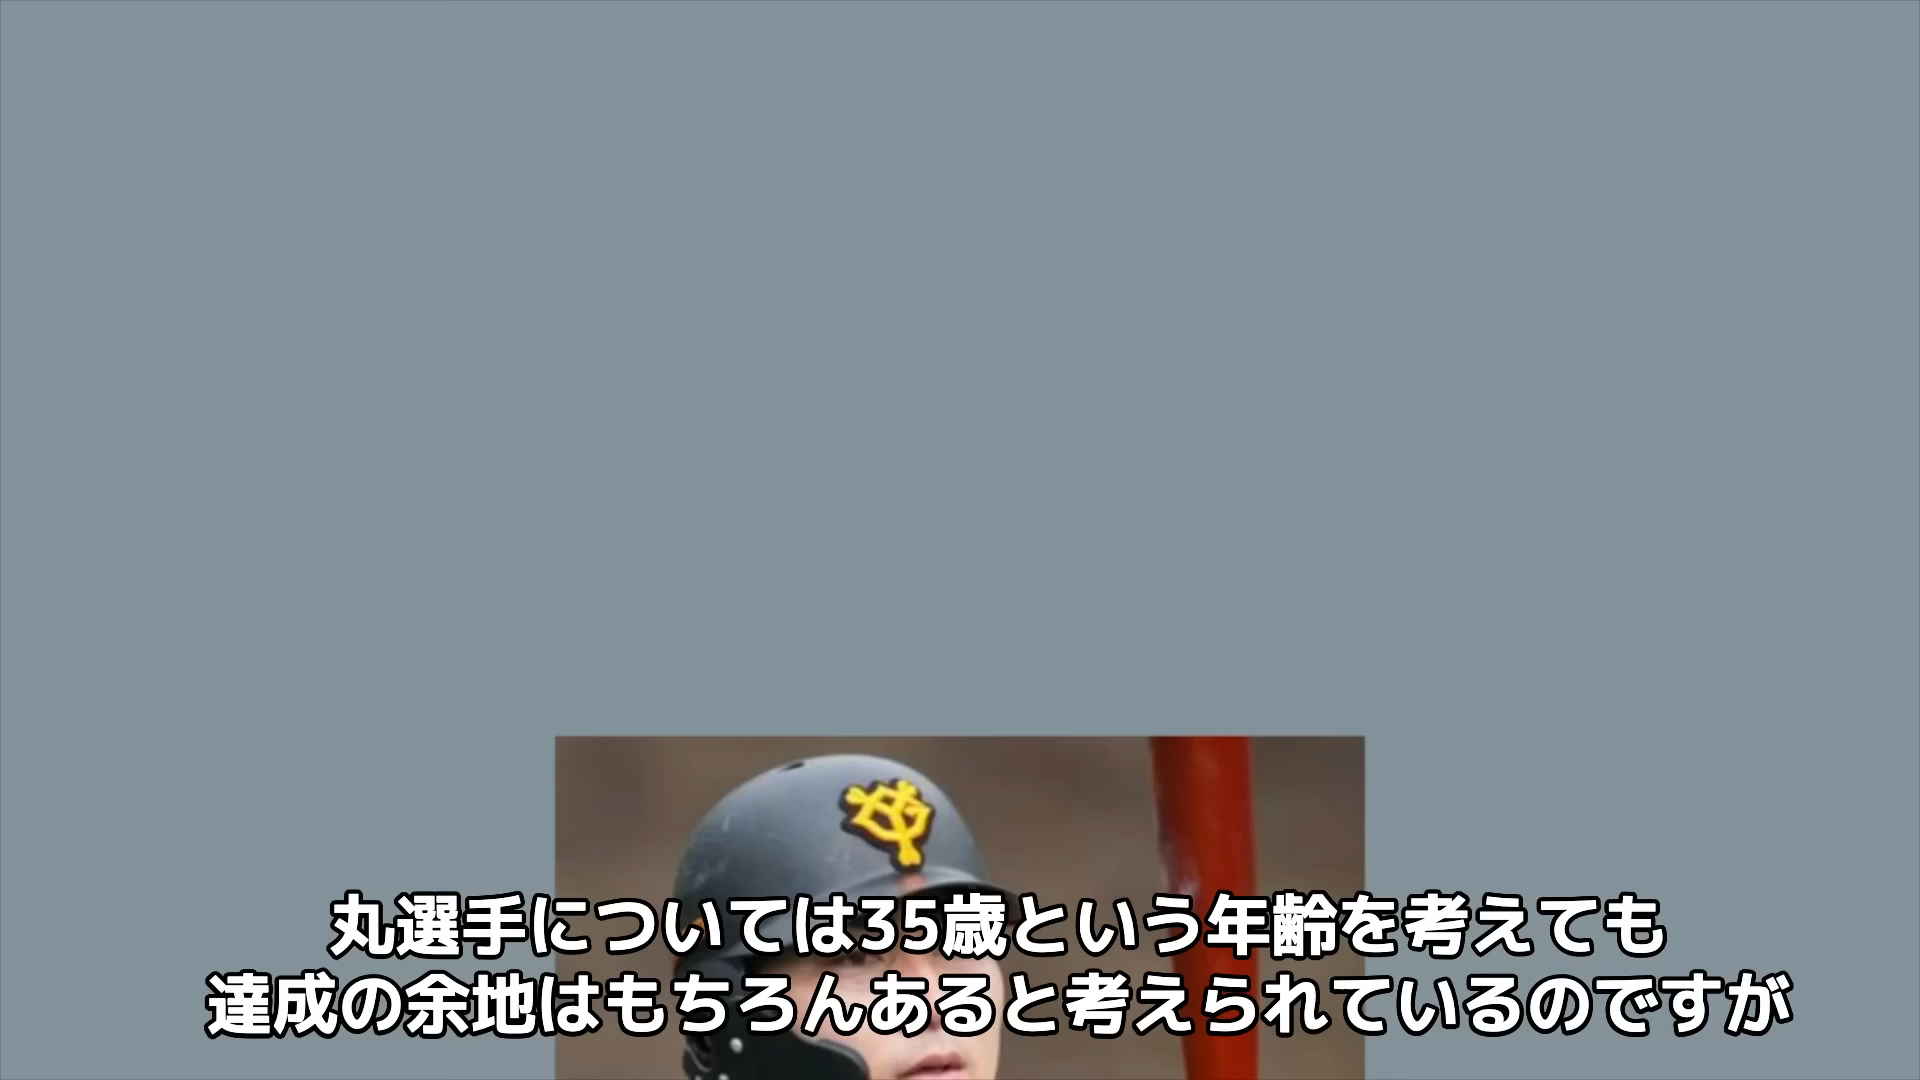 丸選手については35歳という年齢を考えても
達成の余地はもちろんあると考えられているのですが